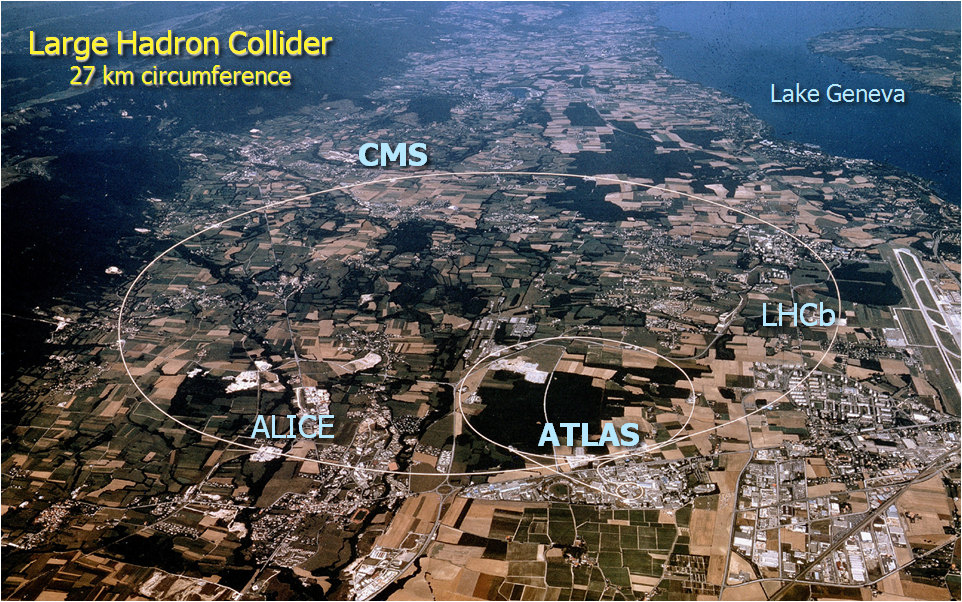 Large Hadron Collider
27 km circumference
Lake Geneva
CMS
LHCb
ALICE
ATLAS